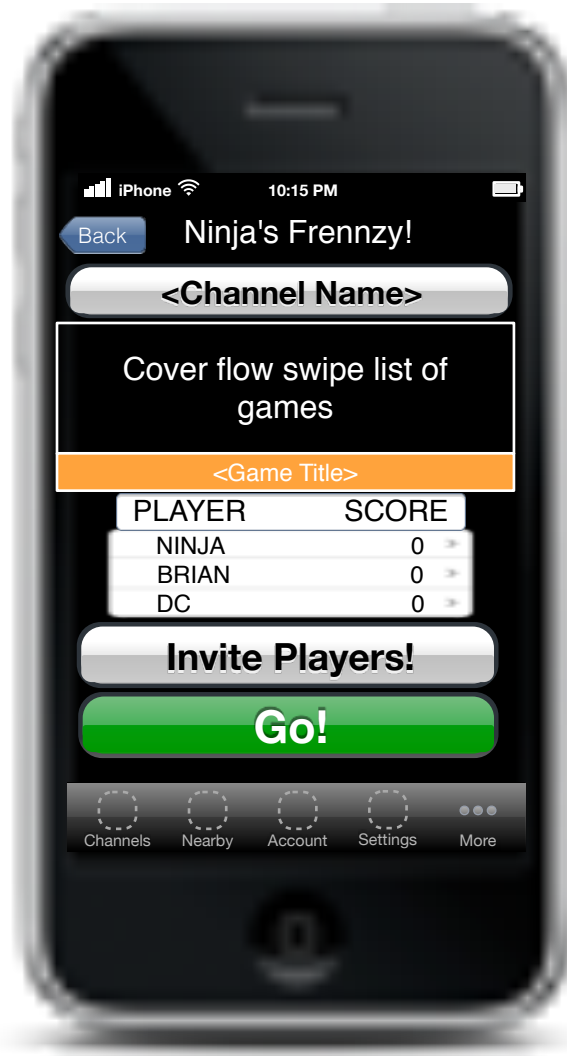 iPhone 10:15 PM
Back Ninja's Frennzy!
<Channel Name>
Cover flow swipe list of
games
<Game Title>
PLAYER SCORE
NINJA 0
BRIAN 0
DC 0
Invite Players!
Go!
Channels Nearby Account Settings More